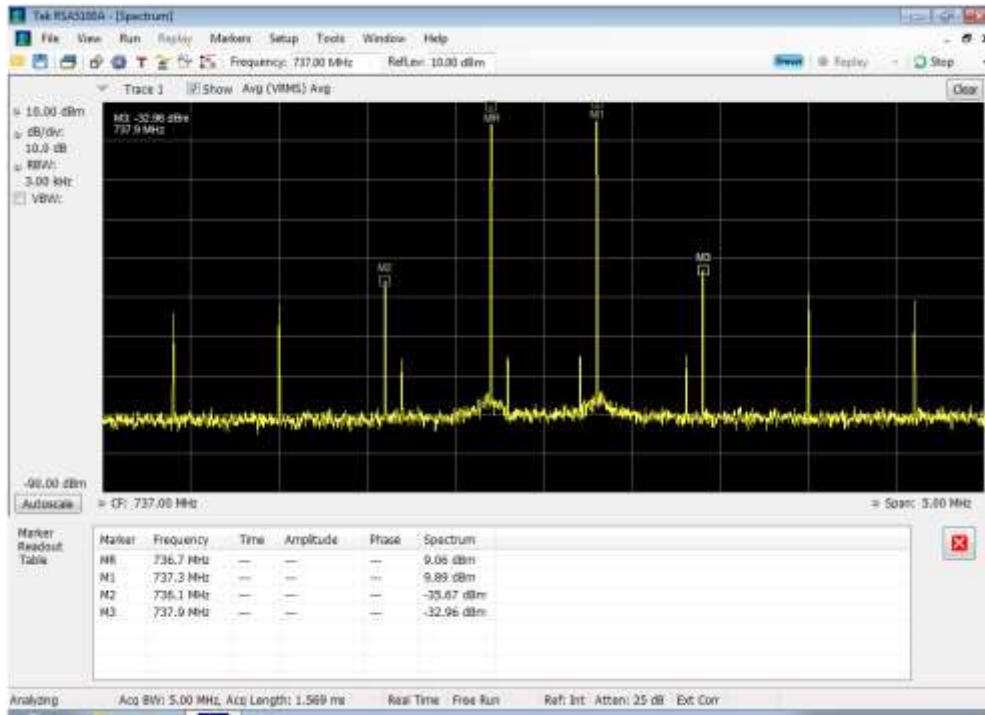 Tek RSA5100A - [Spectrum]
File View Run Replay Markers Setup Tools Window Help
Frequency: 737.00 MHz RefLev: 10.00 dBm Preset Replay Stop
Trace 1 Show Avg (VRMS) Avg Clear
10.00 dBm
dB/div:
10.0 dB
RBW:
3.00 kHz
VBW:
M3: -32.96 dBm
737.9 MHz
MR
M1
M2
M3
-90.00 dBm
Autoscale CF: 737.00 MHz Span: 5.00 MHz
Marker
Readout
Table
Marker Frequency Time Amplitude Phase Spectrum
MR 736.7 MHz --- --- --- 9.06 dBm
M1 737.3 MHz --- --- --- 9.89 dBm
M2 736.1 MHz --- --- --- -35.67 dBm
M3 737.9 MHz --- --- --- -32.96 dBm
Analyzing Acq BW: 5.00 MHz, Acq Length: 1.569 ms Real Time Free Run Ref: Int Atten: 25 dB Ext Corr